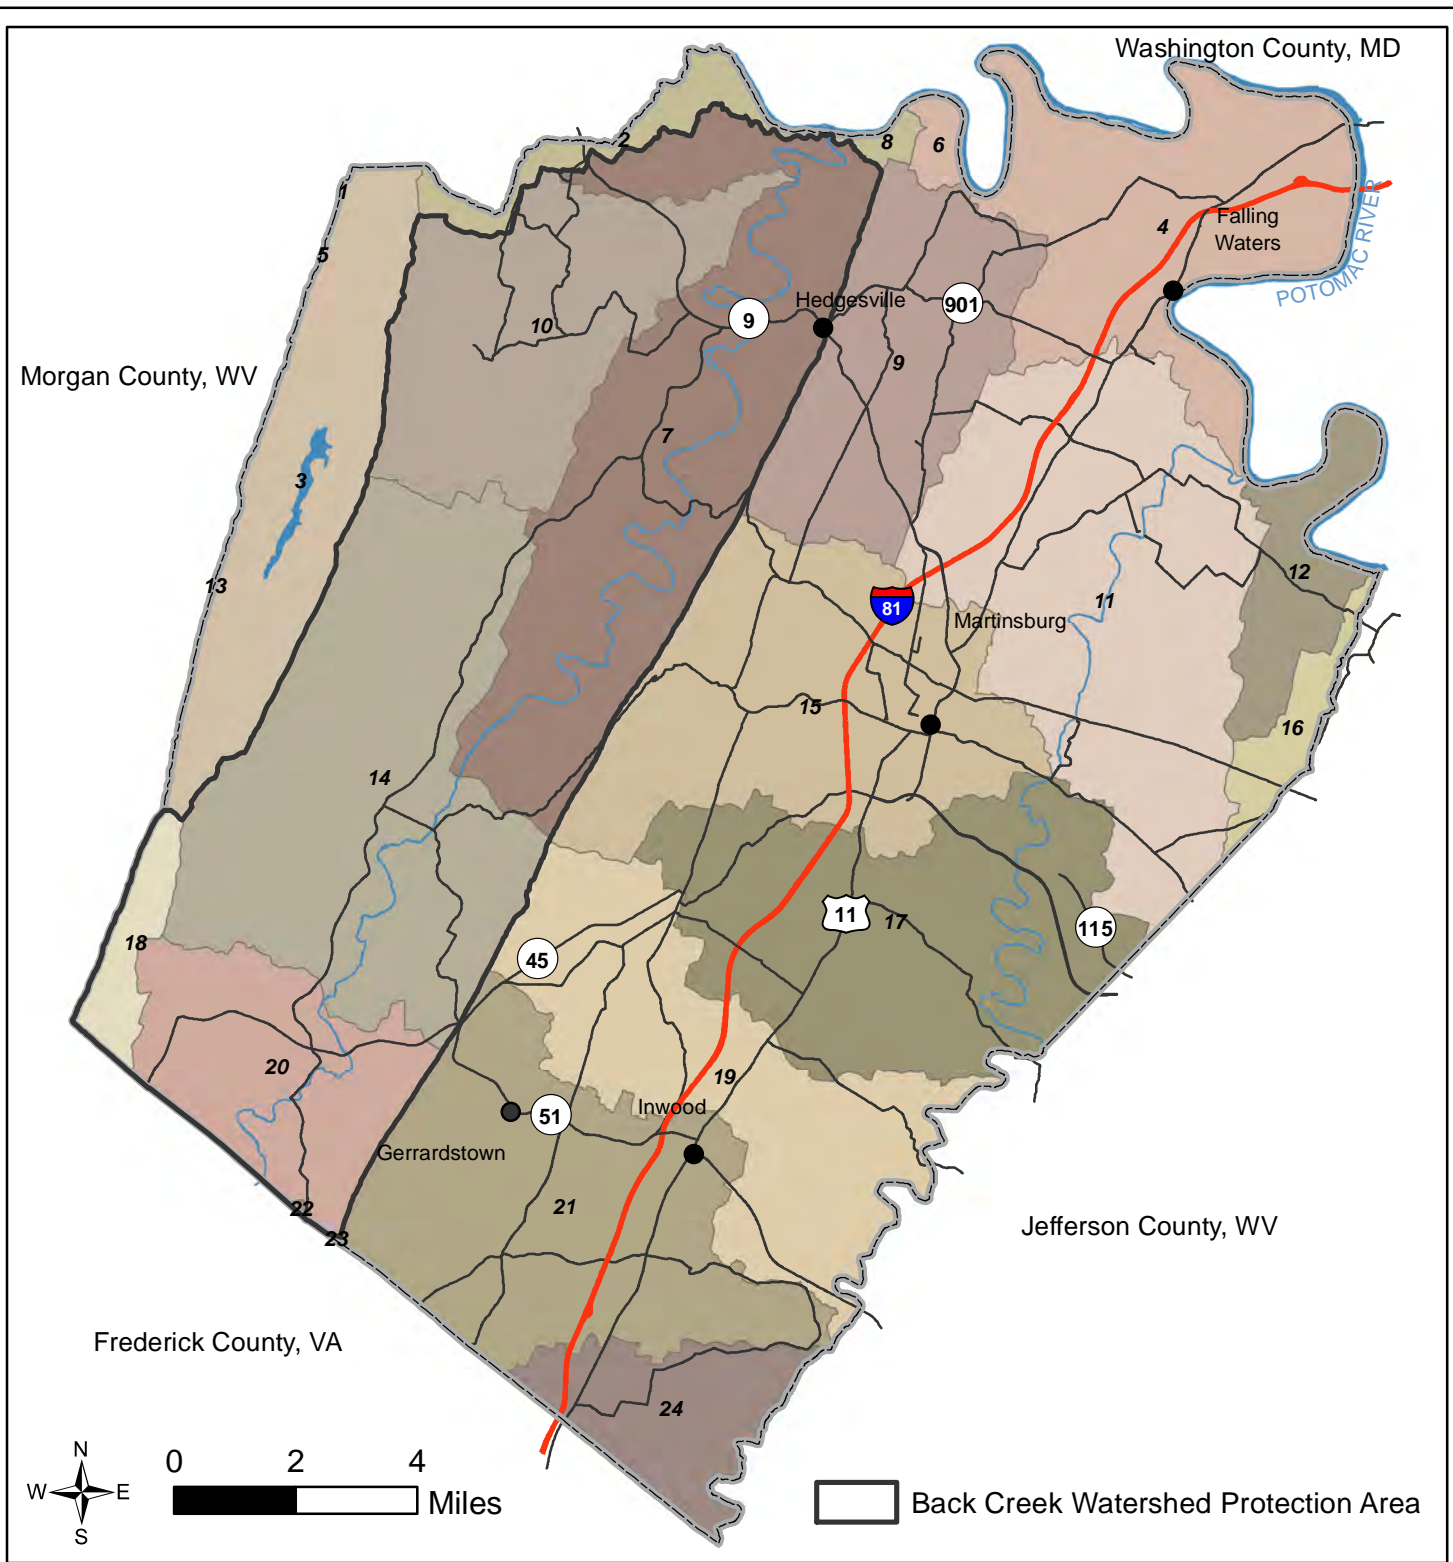 Washington County, MD
2
8
6
1
5
4
Falling
Waters
POTOMAC RIVER
Hedgesville
901
9
10
9
Morgan County, WV
7
3
13
12
11
81
Martinsburg
15
16
14
11
17
115
18
45
20
19
Inwood
51
Gerrardstown
21
22
23
Jefferson County, WV
Frederick County, VA
24
N
W E
S
0 2 4
Miles
Back Creek Watershed Protection Area